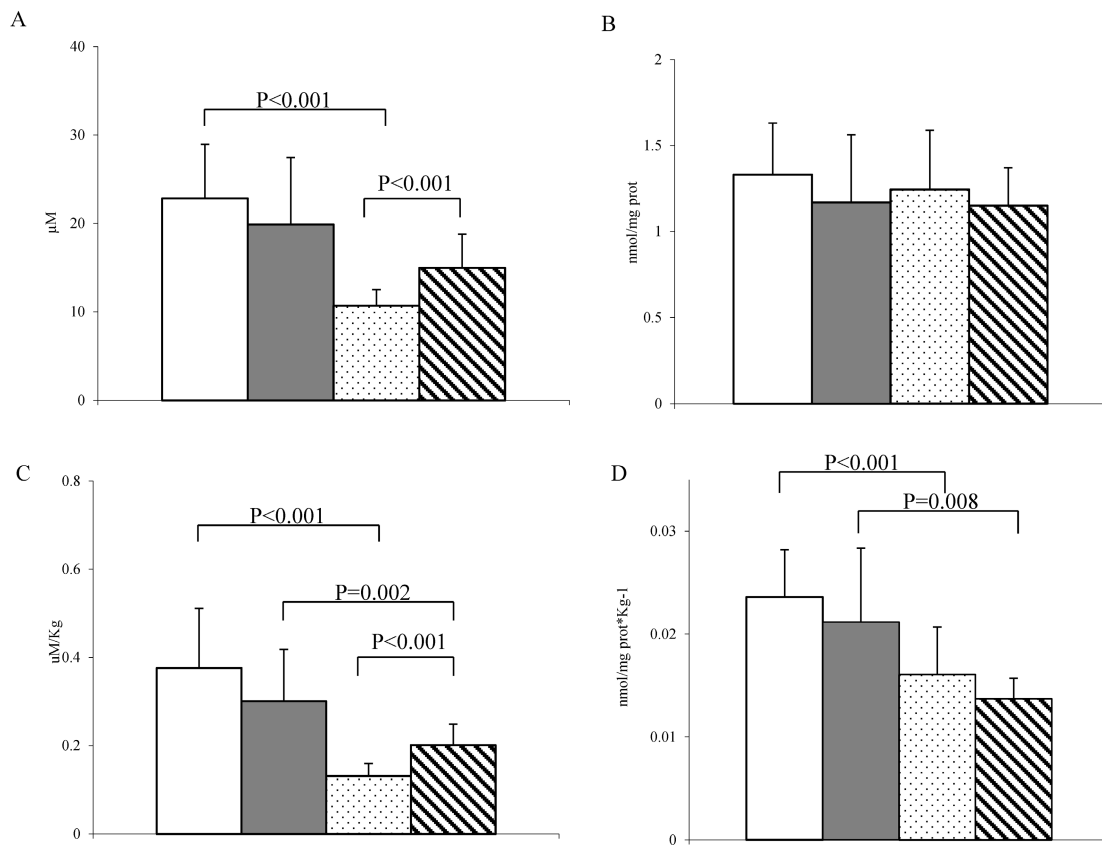 A
40
30
20
10
0
µM
P<0.001
P<0.001
B
2
1.5
1
0.5
0
nmol/mg prot
C
0.8
0.6
0.4
0.2
0
uM/Kg
P<0.001
P=0.002
P<0.001
D
0.03
0.02
0.01
0
nmol/mg prot*Kg-1
P<0.001
P=0.008